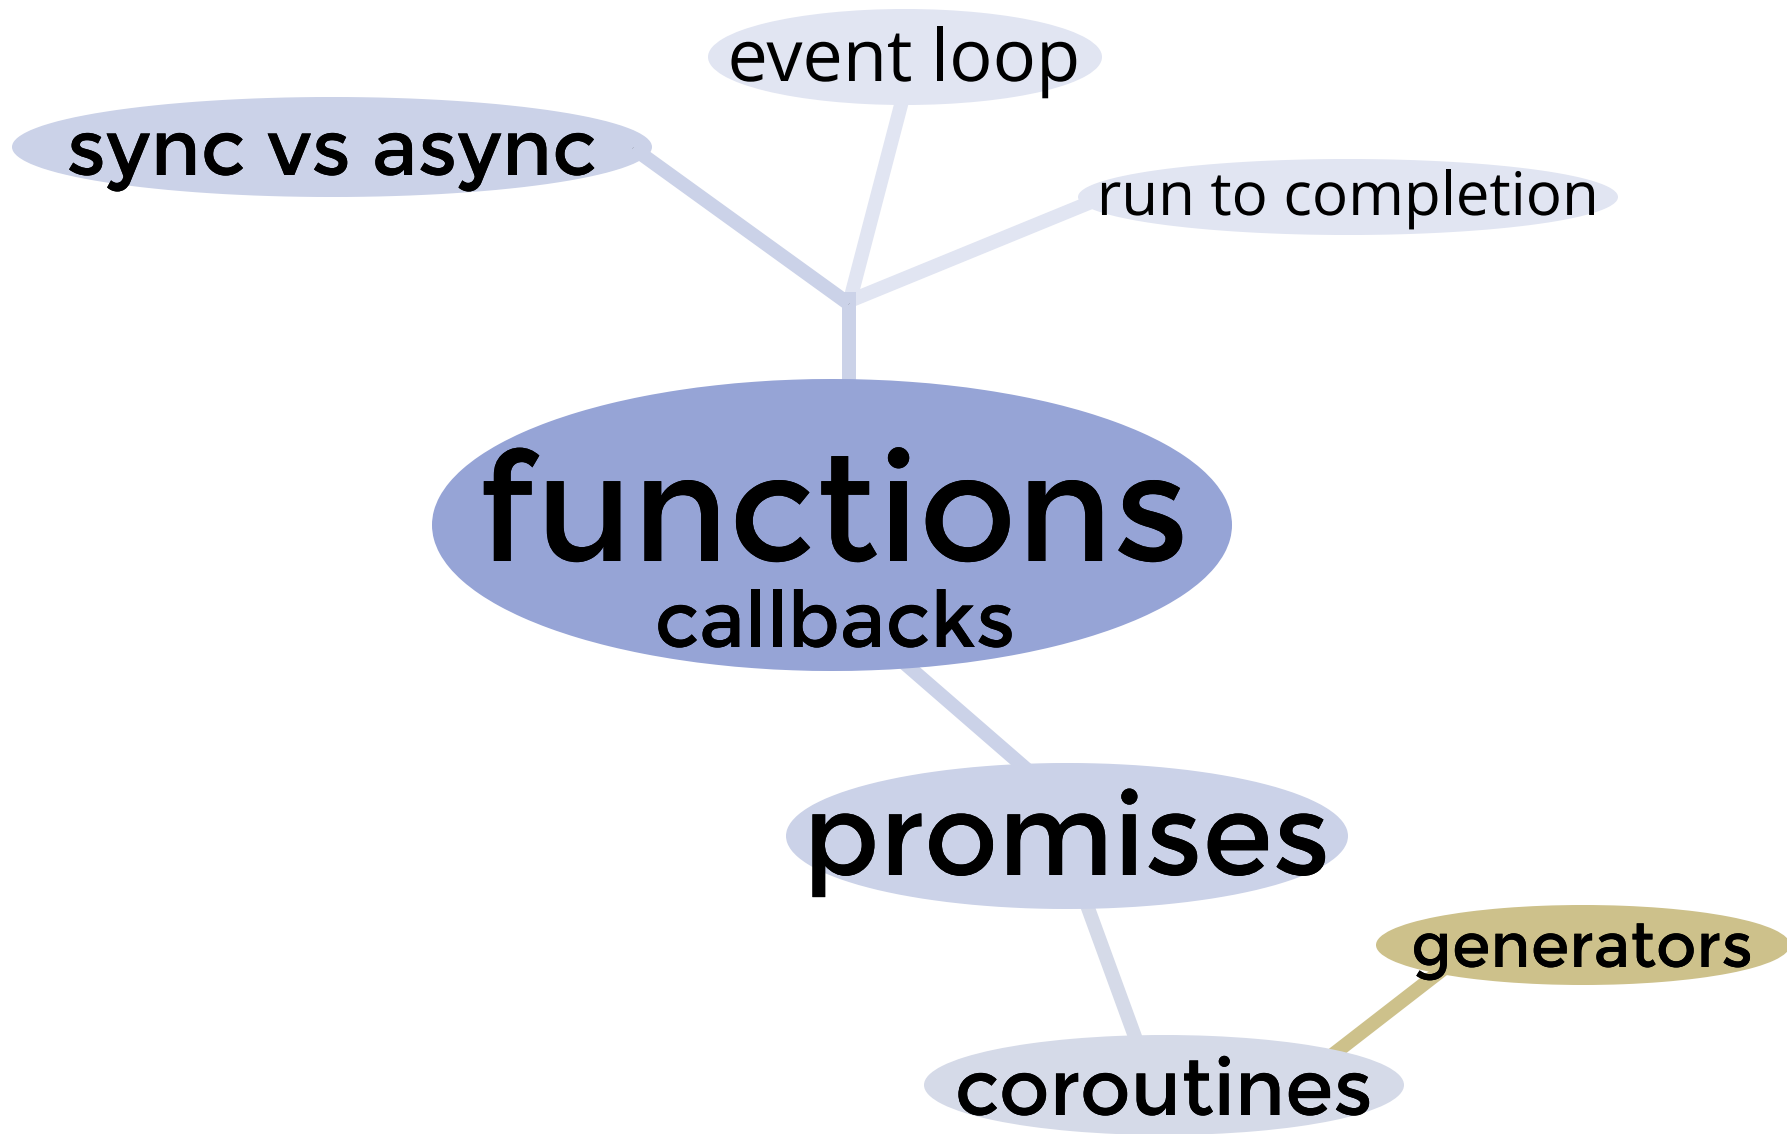 event loop
sync vs async
run to completion
functions
callbacks
promises
generators
coroutines